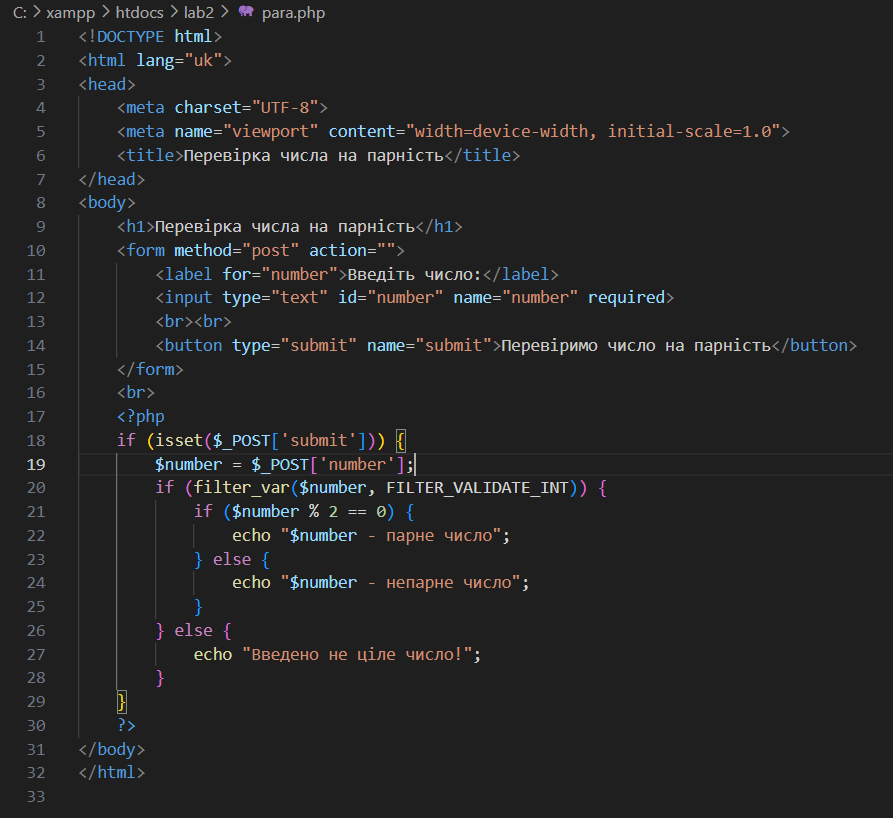 C: > xampp > htdocs > lab2 > para.php
1 <!DOCTYPE html>
2 <html lang="uk">
3 <head>
4     <meta charset="UTF-8">
5     <meta name="viewport" content="width=device-width, initial-scale=1.0">
6     <title>Перевірка числа на парність</title>
7 </head>
8 <body>
9     <h1>Перевірка числа на парність</h1>
10     <form method="post" action="">
11         <label for="number">Введіть число:</label>
12         <input type="text" id="number" name="number" required>
13         <br><br>
14         <button type="submit" name="submit">Перевіримо число на парність</button>
15     </form>
16     <br>
17     <?php
18     if (isset($_POST['submit'])) {
19         $number = $_POST['number'];
20         if (filter_var($number, FILTER_VALIDATE_INT)) {
21             if ($number % 2 == 0) {
22                 echo "$number - парне число";
23             } else {
24                 echo "$number - непарне число";
25             }
26         } else {
27             echo "Введено не ціле число!";
28         }
29     }
30     ?>
31 </body>
32 </html>
33